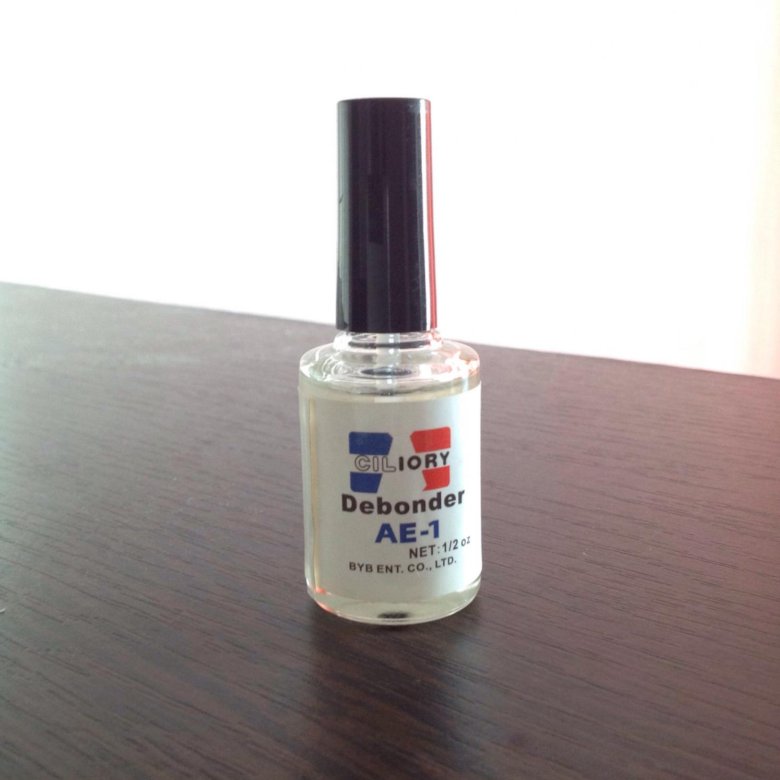 CILIORY
Debonder
AE-1
NET:1/2 oz
BYB ENT. CO., LTD.